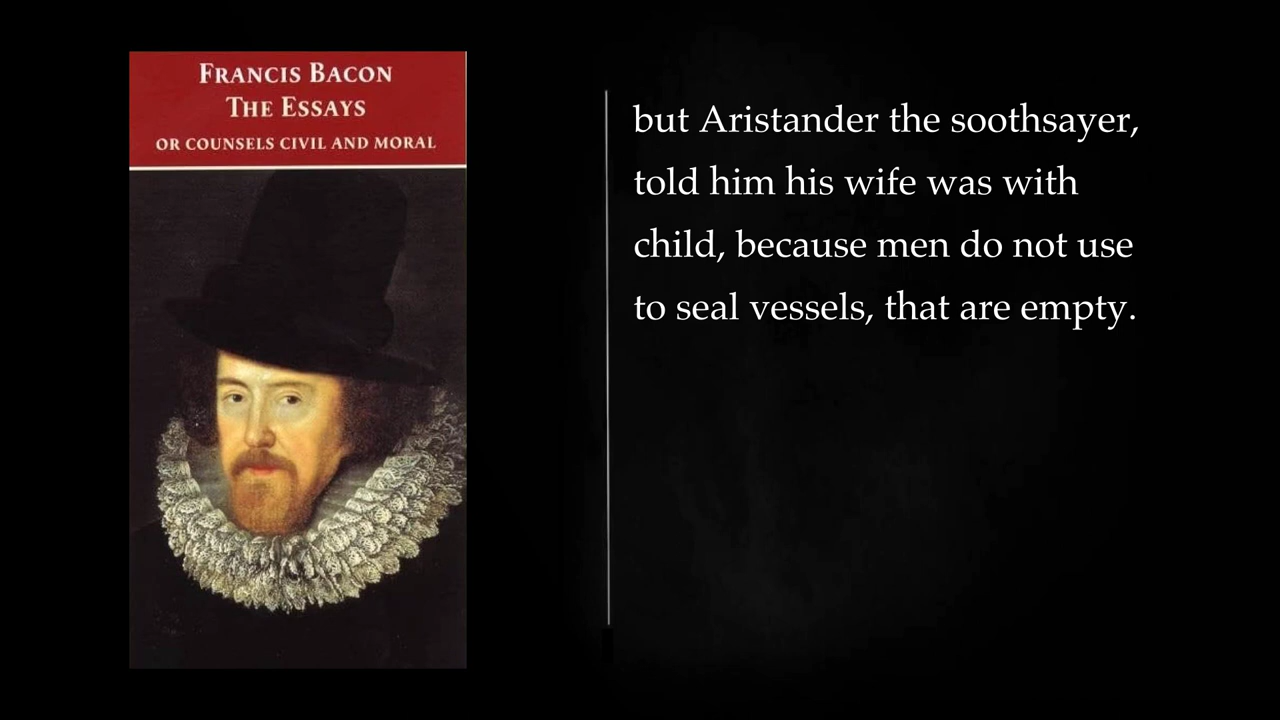 FRANCIS BACON
THE ESSAYS
OR COUNSELS CIVIL AND MORAL
but Aristander the soothsayer,
told him his wife was with
child, because men do not use
to seal vessels, that are empty.